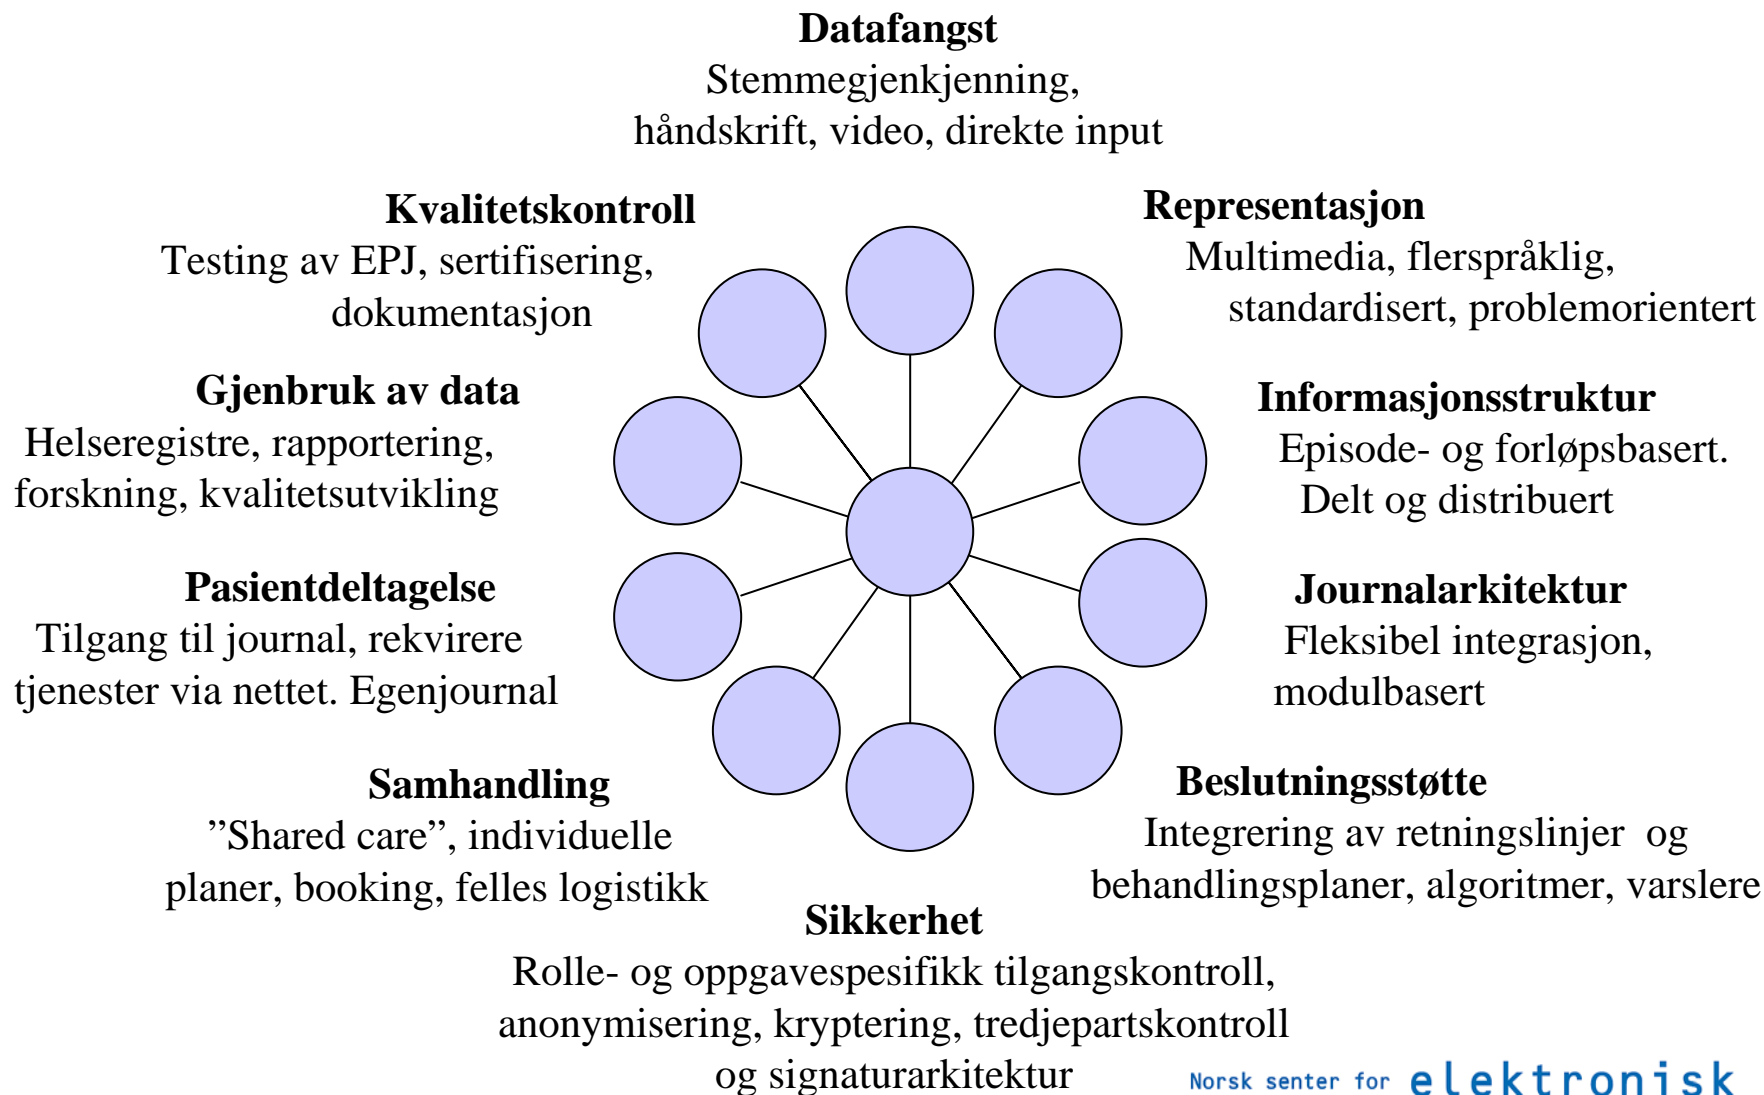 Datafangst
Stemmegjenkjenning,
håndskrift, video, direkte input
Kvalitetskontroll
Testing av EPJ, sertifisering,
dokumentasjon
Representasjon
Multimedia, flerspråklig,
standardisert, problemorientert
Gjenbruk av data
Helseregistre, rapportering,
forskning, kvalitetsutvikling
Informasjonsstruktur
Episode- og forløpsbasert.
Delt og distribuert
Pasientdeltagelse
Tilgang til journal, rekvirere
tjenester via nettet. Egenjournal
Journalarkitektur
Fleksibel integrasjon,
modulbasert
Samhandling
”Shared care”, individuelle
planer, booking, felles logistikk
Beslutningsstøtte
Integrering av retningslinjer og
behandlingsplaner, algoritmer, varslere
Sikkerhet
Rolle- og oppgavespesifikk tilgangskontroll,
anonymisering, kryptering, tredjepartskontroll
og signaturarkitektur
Norsk senter for elektronisk